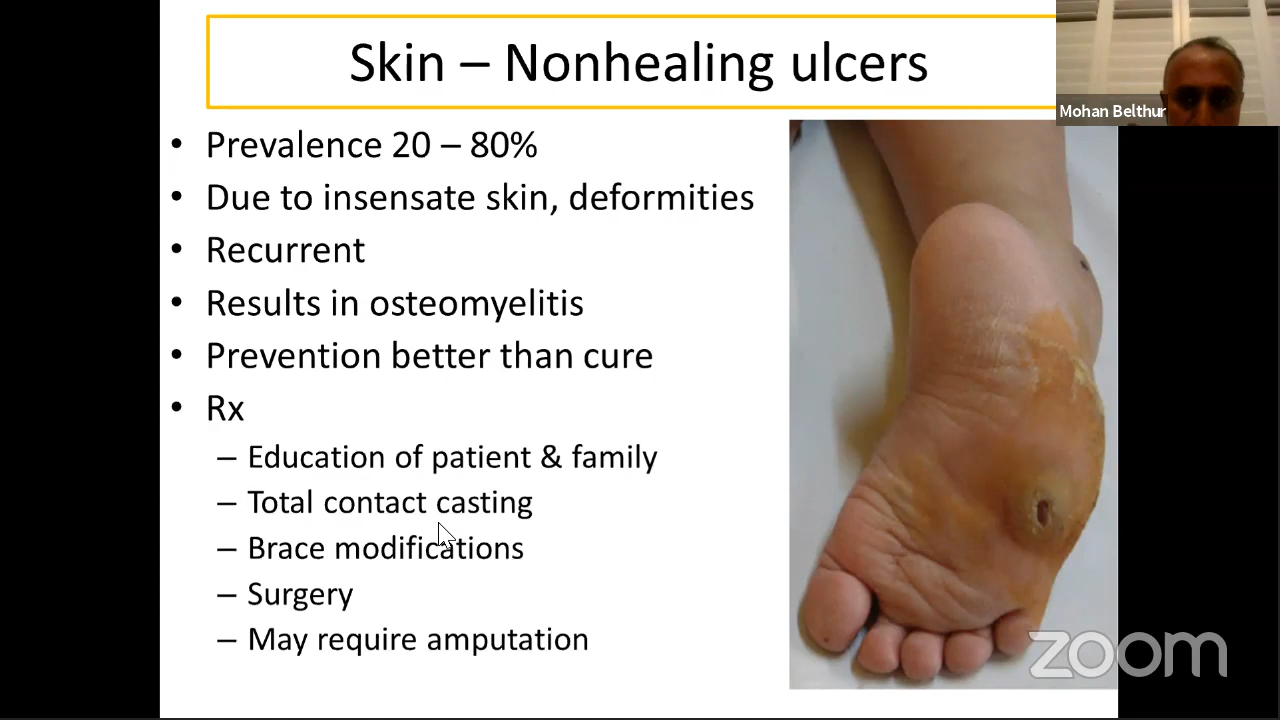 Skin – Nonhealing ulcers
Mohan Belthur
• Prevalence 20 – 80%
• Due to insensate skin, deformities
• Recurrent
• Results in osteomyelitis
• Prevention better than cure
• Rx
– Education of patient & family
– Total contact casting
– Brace modifications
– Surgery
– May require amputation
zoom